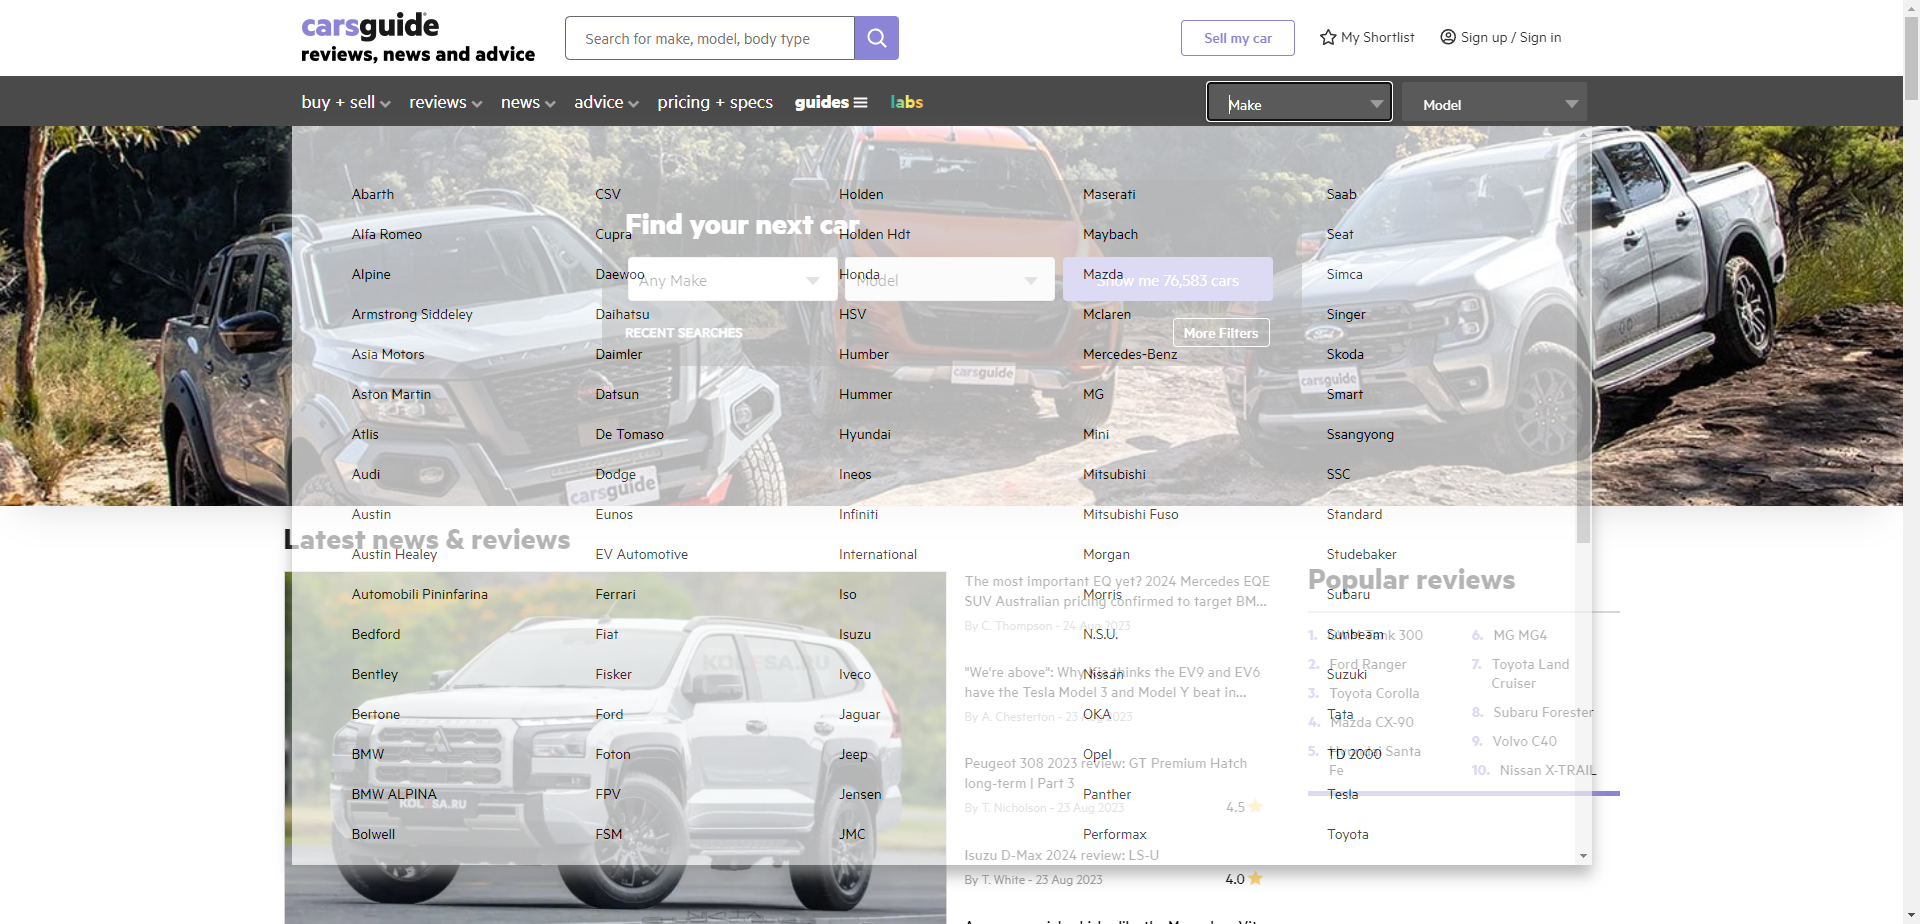 carsguide
reviews, news and advice
Search for make, model, body type
Sell my car
My Shortlist
Sign up / Sign in
buy + sell
reviews
news
advice
pricing + specs
guides
labs
Make
Model
Find your next car
Any Make
Model
Show me 76,583 cars
RECENT SEARCHES
More Filters
Abarth
Alfa Romeo
Alpine
Armstrong Siddeley
Asia Motors
Aston Martin
Atlis
Audi
Austin
Austin Healey
Automobili Pininfarina
Bedford
Bentley
Bertone
BMW
BMW ALPINA
Bolwell
CSV
Cupra
Daewoo
Daihatsu
Daimler
Datsun
De Tomaso
Dodge
Eunos
EV Automotive
Ferrari
Fiat
Fisker
Ford
Foton
FPV
FSM
Holden
Holden Hdt
Honda
HSV
Humber
Hummer
Hyundai
Ineos
Infiniti
International
Iso
Isuzu
Iveco
Jaguar
Jeep
Jensen
JMC
Maserati
Maybach
Mazda
Mclaren
Mercedes-Benz
MG
Mini
Mitsubishi
Mitsubishi Fuso
Morgan
Morris
N.S.U.
Nissan
OKA
Opel
Panther
Performax
Saab
Seat
Simca
Singer
Skoda
Smart
Ssangyong
SSC
Standard
Studebaker
Subaru
Sunbeam
Suzuki
Tata
TD 2000
Tesla
Toyota
carsguide
carsguide
carsguide
Latest news & reviews
KOLESA.RU
KOLESA.RU
The most important EQ yet? 2024 Mercedes EQE
SUV Australian pricing confirmed to target BM...
By C. Thompson - 24 Aug 2023
"We're above": Why Kia thinks the EV9 and EV6
have the Tesla Model 3 and Model Y beat in...
By A. Chesterton - 23 Aug 2023
Peugeot 308 2023 review: GT Premium Hatch
long-term | Part 3
By T. Nicholson - 23 Aug 2023
4.5
Isuzu D-Max 2024 review: LS-U
By T. White - 23 Aug 2023
4.0
Popular reviews
1. Tank 300
2. Ford Ranger
3. Toyota Corolla
4. Mazda CX-90
5. Hyundai Santa
Fe
6. MG MG4
7. Toyota Land
Cruiser
8. Subaru Forester
9. Volvo C40
10. Nissan X-TRAIL